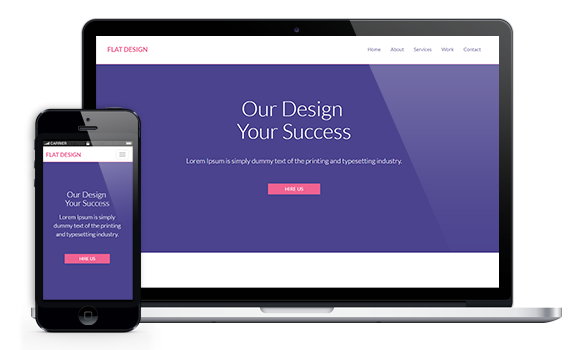 FLAT DESIGN
Home About Services Work Contact
Our Design
Your Success
Lorem Ipsum is simply dummy text of the printing and typesetting industry.
HIRE US
CARRIER
FLAT DESIGN
Our Design
Your Success
Lorem Ipsum is simply
dummy text of the printing
and typesetting industry.
HIRE US